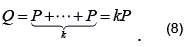 Q = P + ··· + P = kP . (8)
k